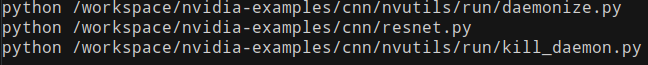 python /workspace/nvidia-examples/cnn/nvutils/run/daemonize.py
python /workspace/nvidia-examples/cnn/resnet.py
python /workspace/nvidia-examples/cnn/nvutils/run/kill_daemon.py